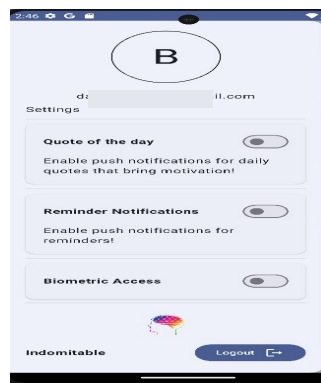 2:46 G
B
da il.com
Settings
Quote of the day
Enable push notifications for daily
quotes that bring motivation!
Reminder Notifications
Enable push notifications for
reminders!
Biometric Access
Indomitable Logout